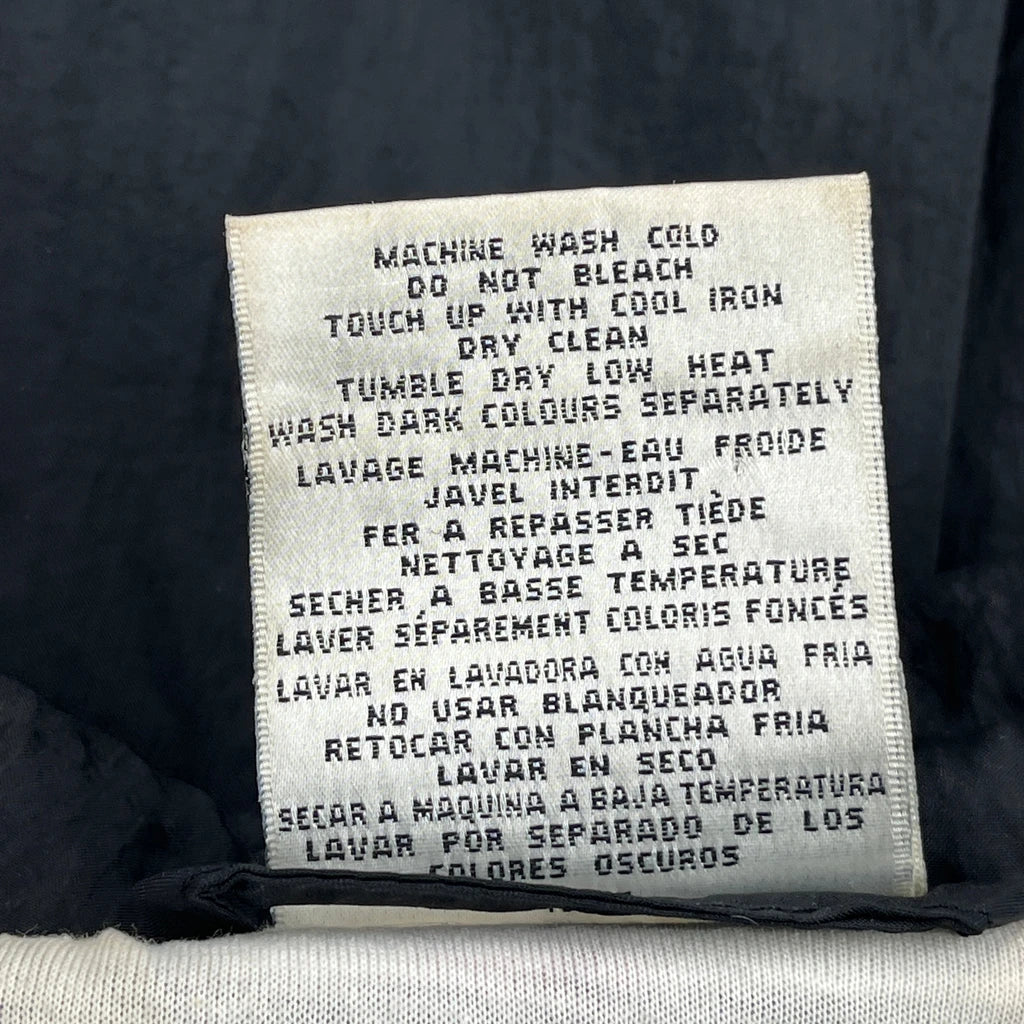 MACHINE WASH COLD
DO NOT BLEACH
TOUCH UP WITH COOL IRON
DRY CLEAN
TUMBLE DRY LOW HEAT
WASH DARK COLOURS SEPARATELY
LAVAGE MACHINE-EAU FROIDE
JAVEL INTERDIT
FER A REPASSER TIÈDE
NETTOYAGE A SEC
SECHER A BASSE TEMPERATURE
LAVER SÉPAREMENT COLORIS FONCÉS
LAVAR EN LAVADORA CON AGUA FRIA
NO USAR BLANQUEADOR
RETOCAR CON PLANCHA FRIA
LAVAR EN SECO
SECAR A MAQUINA A BAJA TEMPERATURA
LAVAR POR SEPARADO DE LOS
COLORES OSCUROS